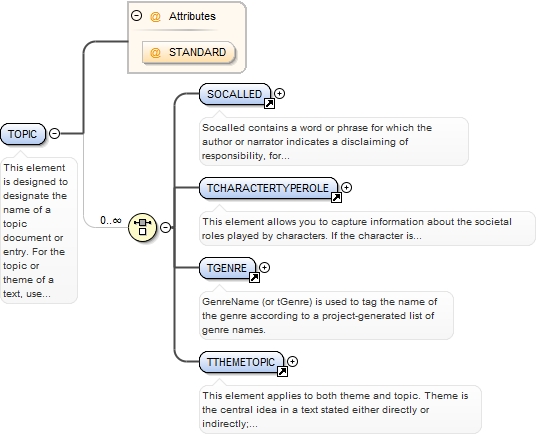 @ Attributes
@ STANDARD
TOPIC
This element
is designed to
designate the
name of a
topic
document or
entry. For the
topic or
theme of a
text, use...
0..∞
SOCALLED
Socalled contains a word or phrase for which the
author or narrator indicates a disclaiming of
responsibility, for...
TCHARACTERTYPEROLE
This element allows you to capture information about the societal
roles played by characters. If the character is...
TGENRE
GenreName (or tGenre) is used to tag the name of
the genre according to a project-generated list of
genre names.
TTHEMETOPIC
This element applies to both theme and topic. Theme is
the central idea in a text stated either directly or
indirectly;...